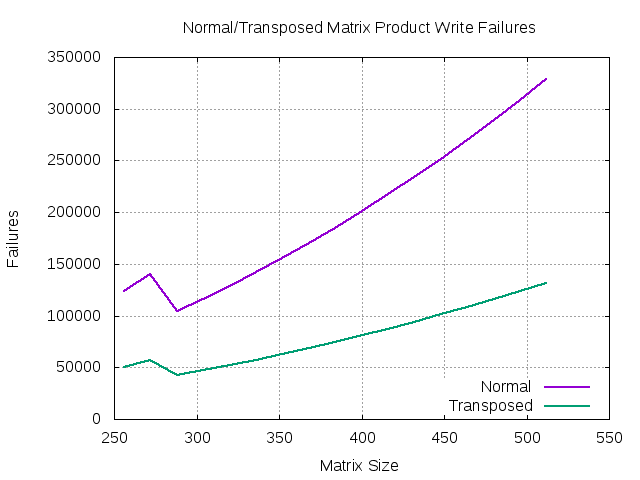 Normal/Transposed Matrix Product Write Failures
350000
300000
250000
200000
150000
100000
50000
0
Failures
Normal
Transposed
250 300 350 400 450 500 550
Matrix Size